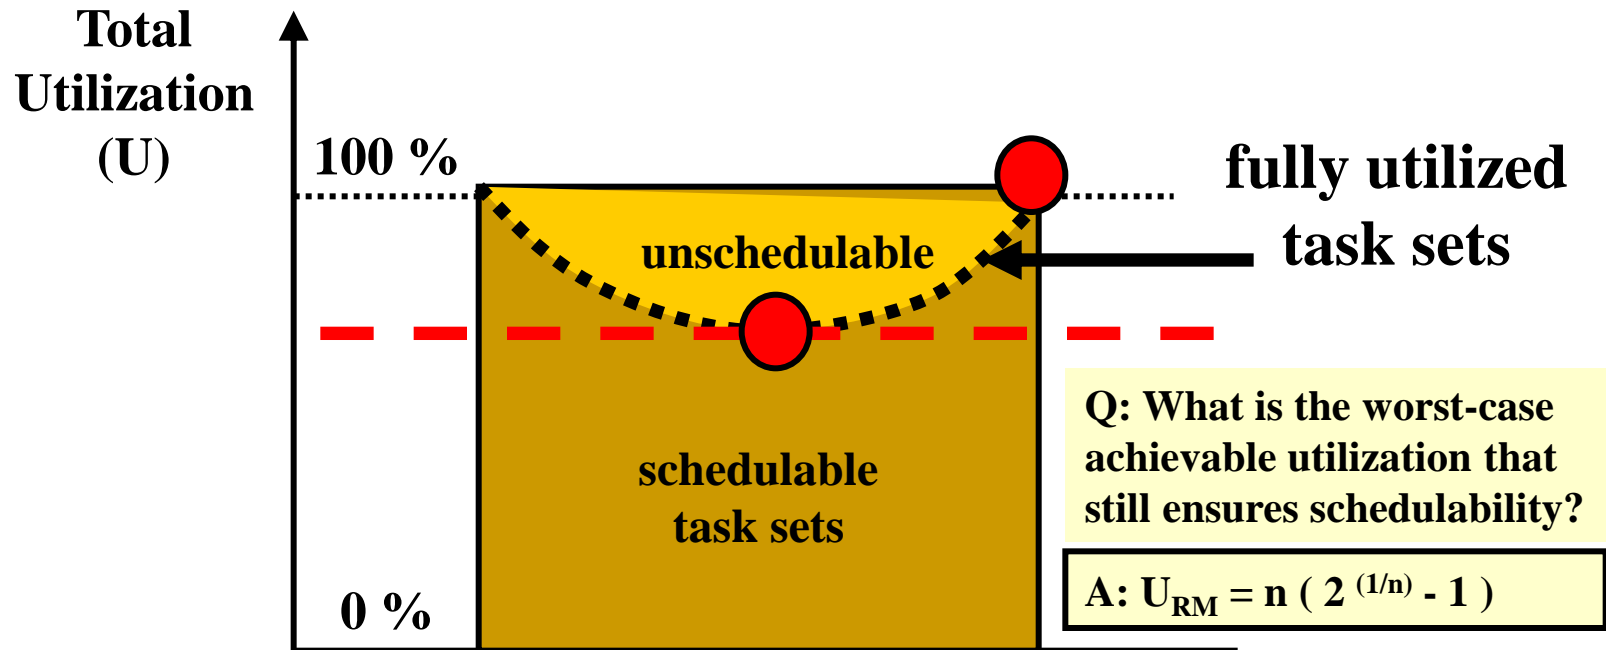 Total
Utilization
(U)
100 %
fully utilized
task sets
unschedulable
schedulable
task sets
0 %
Q: What is the worst-case
achievable utilization that
still ensures schedulability?
A: U_RM = n ( 2 ^(1/n) - 1 )